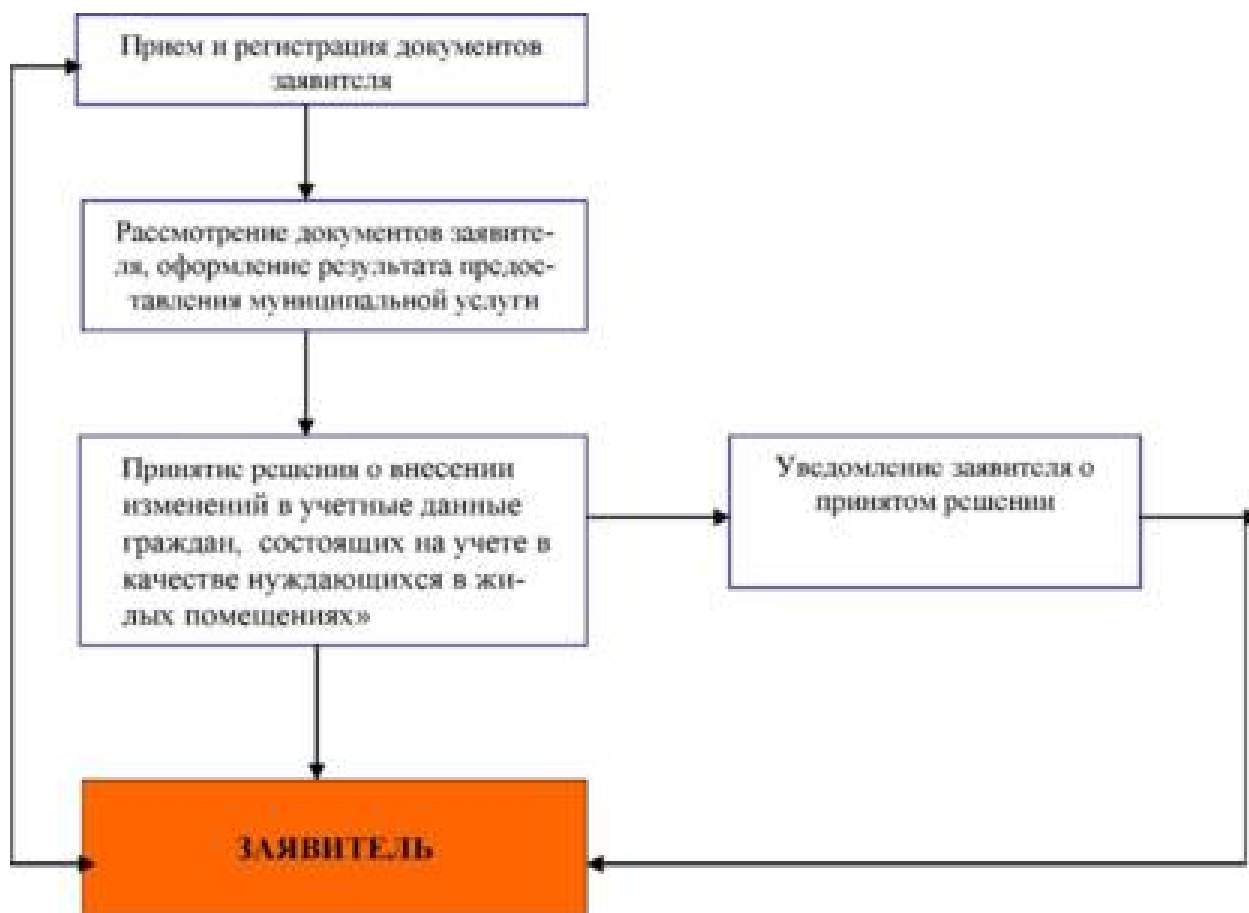 Прием и регистрация документов
заявителя
Рассмотрение документов заявите-
ля, оформление результата предос-
тавления муниципальной услуги
Принятие решения о внесении
изменений в учетные данные
граждан,  состоящих на учете в
качестве нуждающихся в жи-
лых помещениях»
Уведомление заявителя о
принятом решении
ЗАЯВИТЕЛЬ